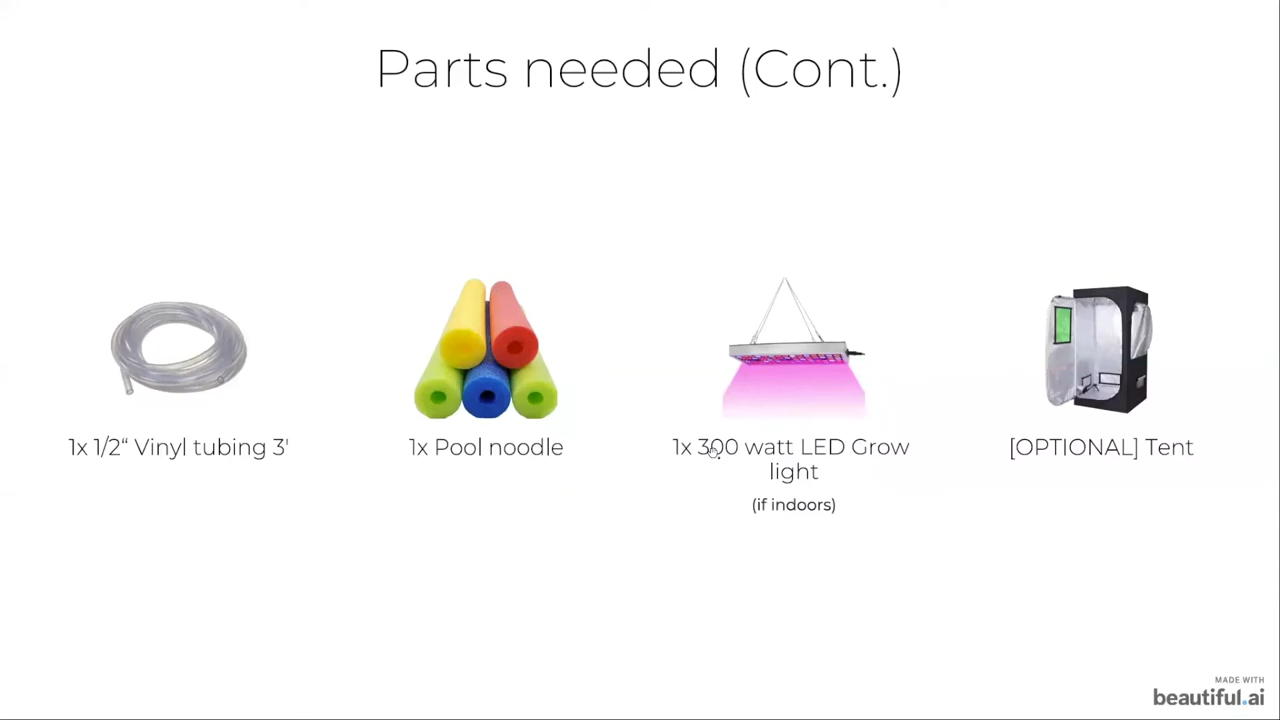 Parts needed (Cont.)
1x 1/2“ Vinyl tubing 3'
1x Pool noodle
1x 300 watt LED Grow
light
(if indoors)
[OPTIONAL] Tent
MADE WITH
beautiful.ai